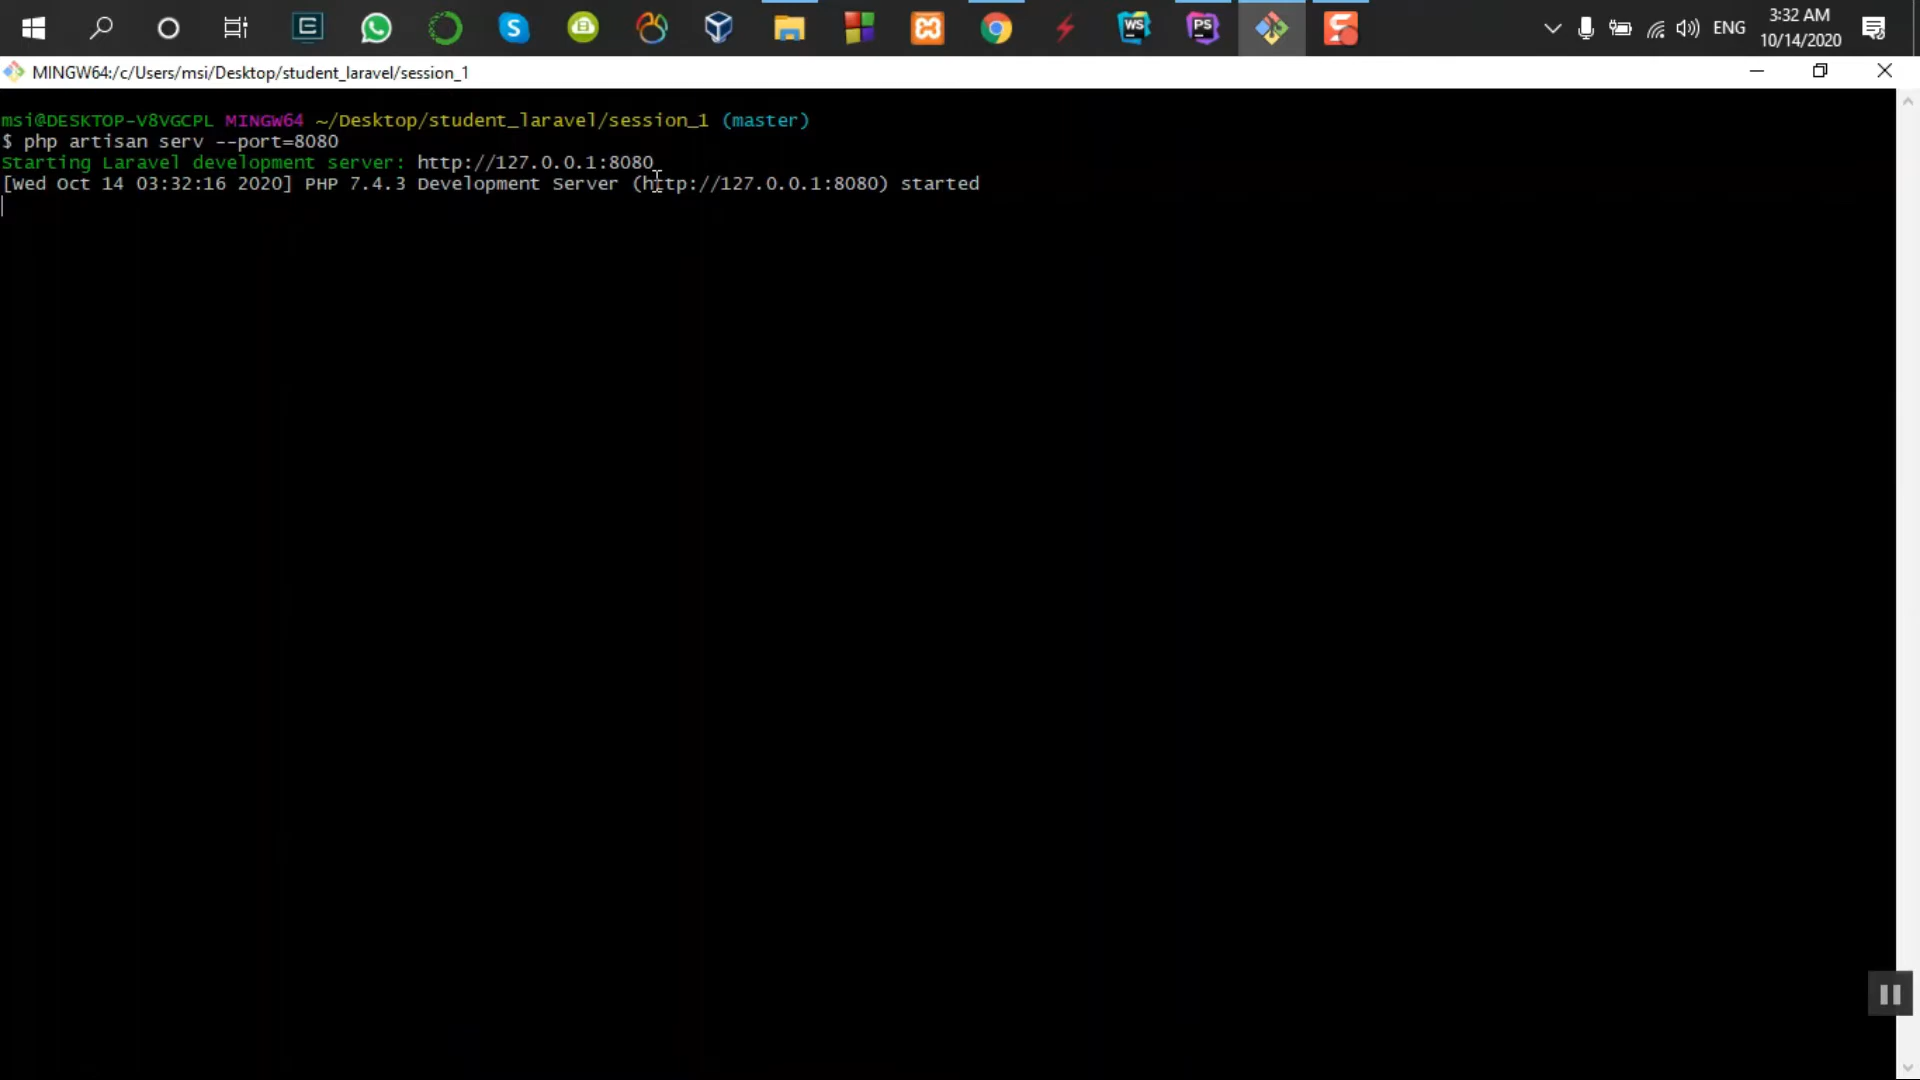 3:32 AM
ENG
10/14/2020
MINGW64:/c/Users/msi/Desktop/student_laravel/session_1
msi@DESKTOP-V8VGCPL MINGW64 ~/Desktop/student_laravel/session_1 (master)
$ php artisan serv --port=8080
Starting Laravel development server: http://127.0.0.1:8080
[Wed Oct 14 03:32:16 2020] PHP 7.4.3 Development Server (http://127.0.0.1:8080) started
WS
PS